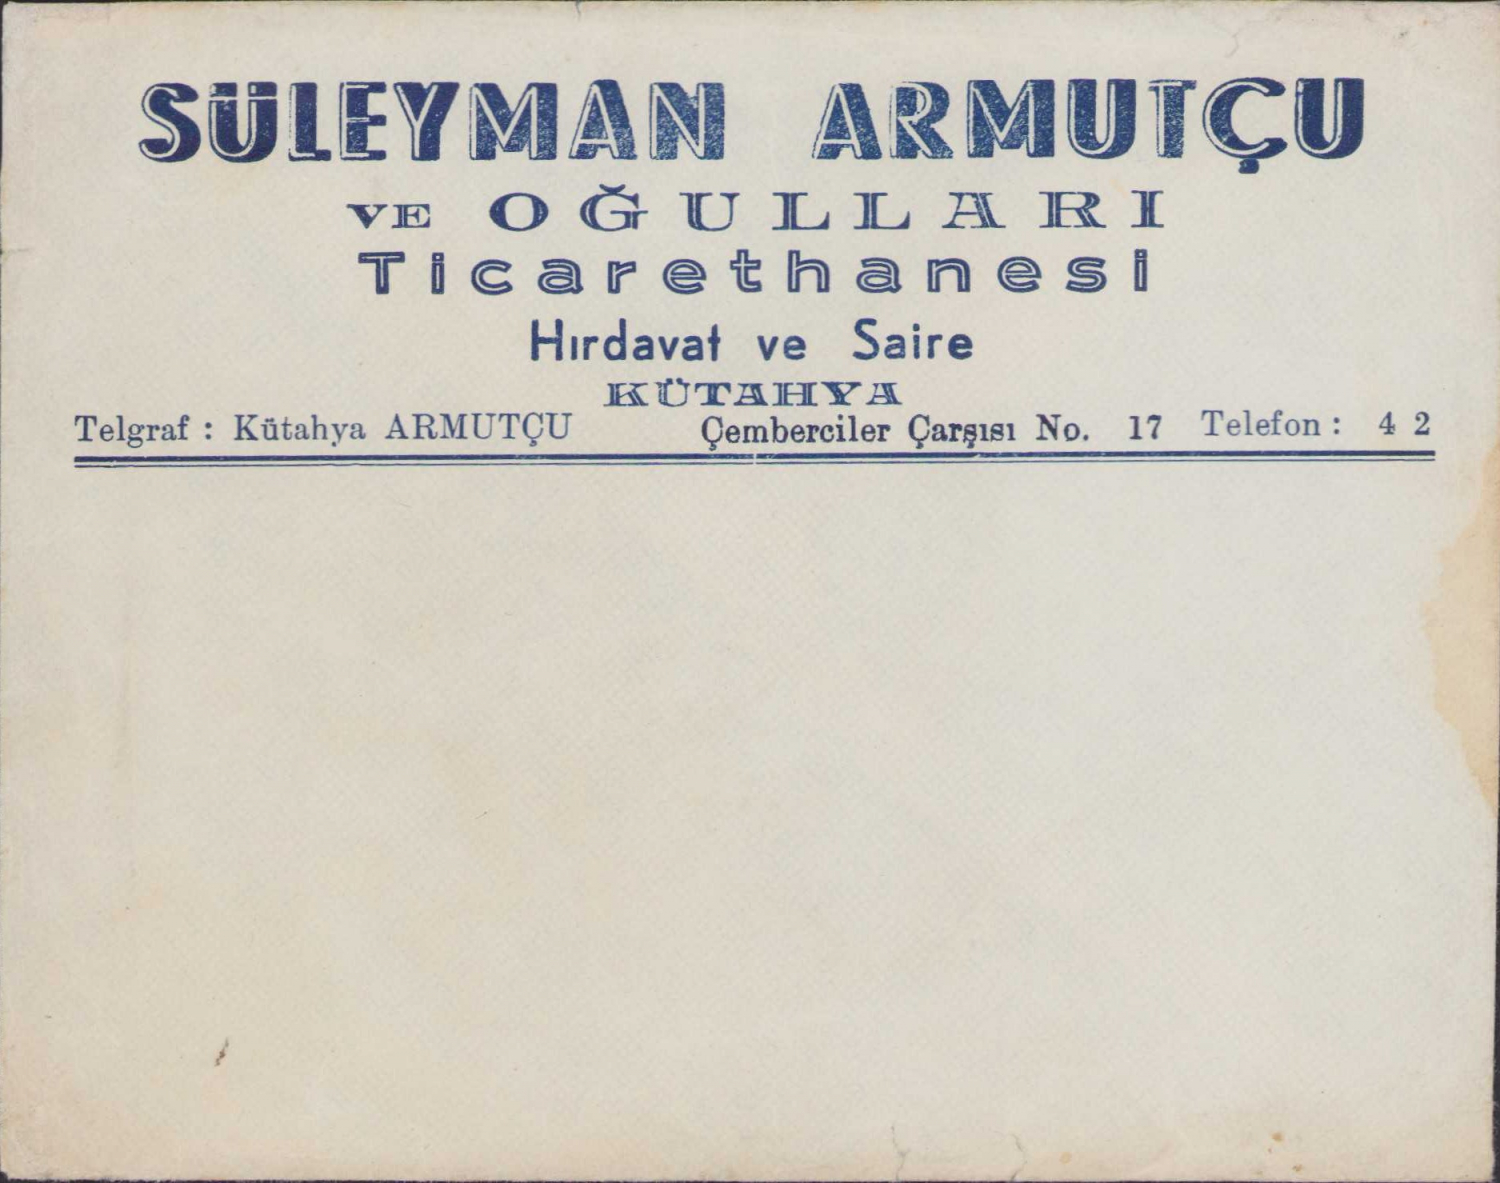 SÜLEYMAN ARMUTÇU
VE OĞULLARI
Ticarethanesi
Hırdavat ve Saire
KÜTAHYA
Telgraf : Kütahya ARMUTÇU Çemberciler Çarşısı No. 17 Telefon : 4 2